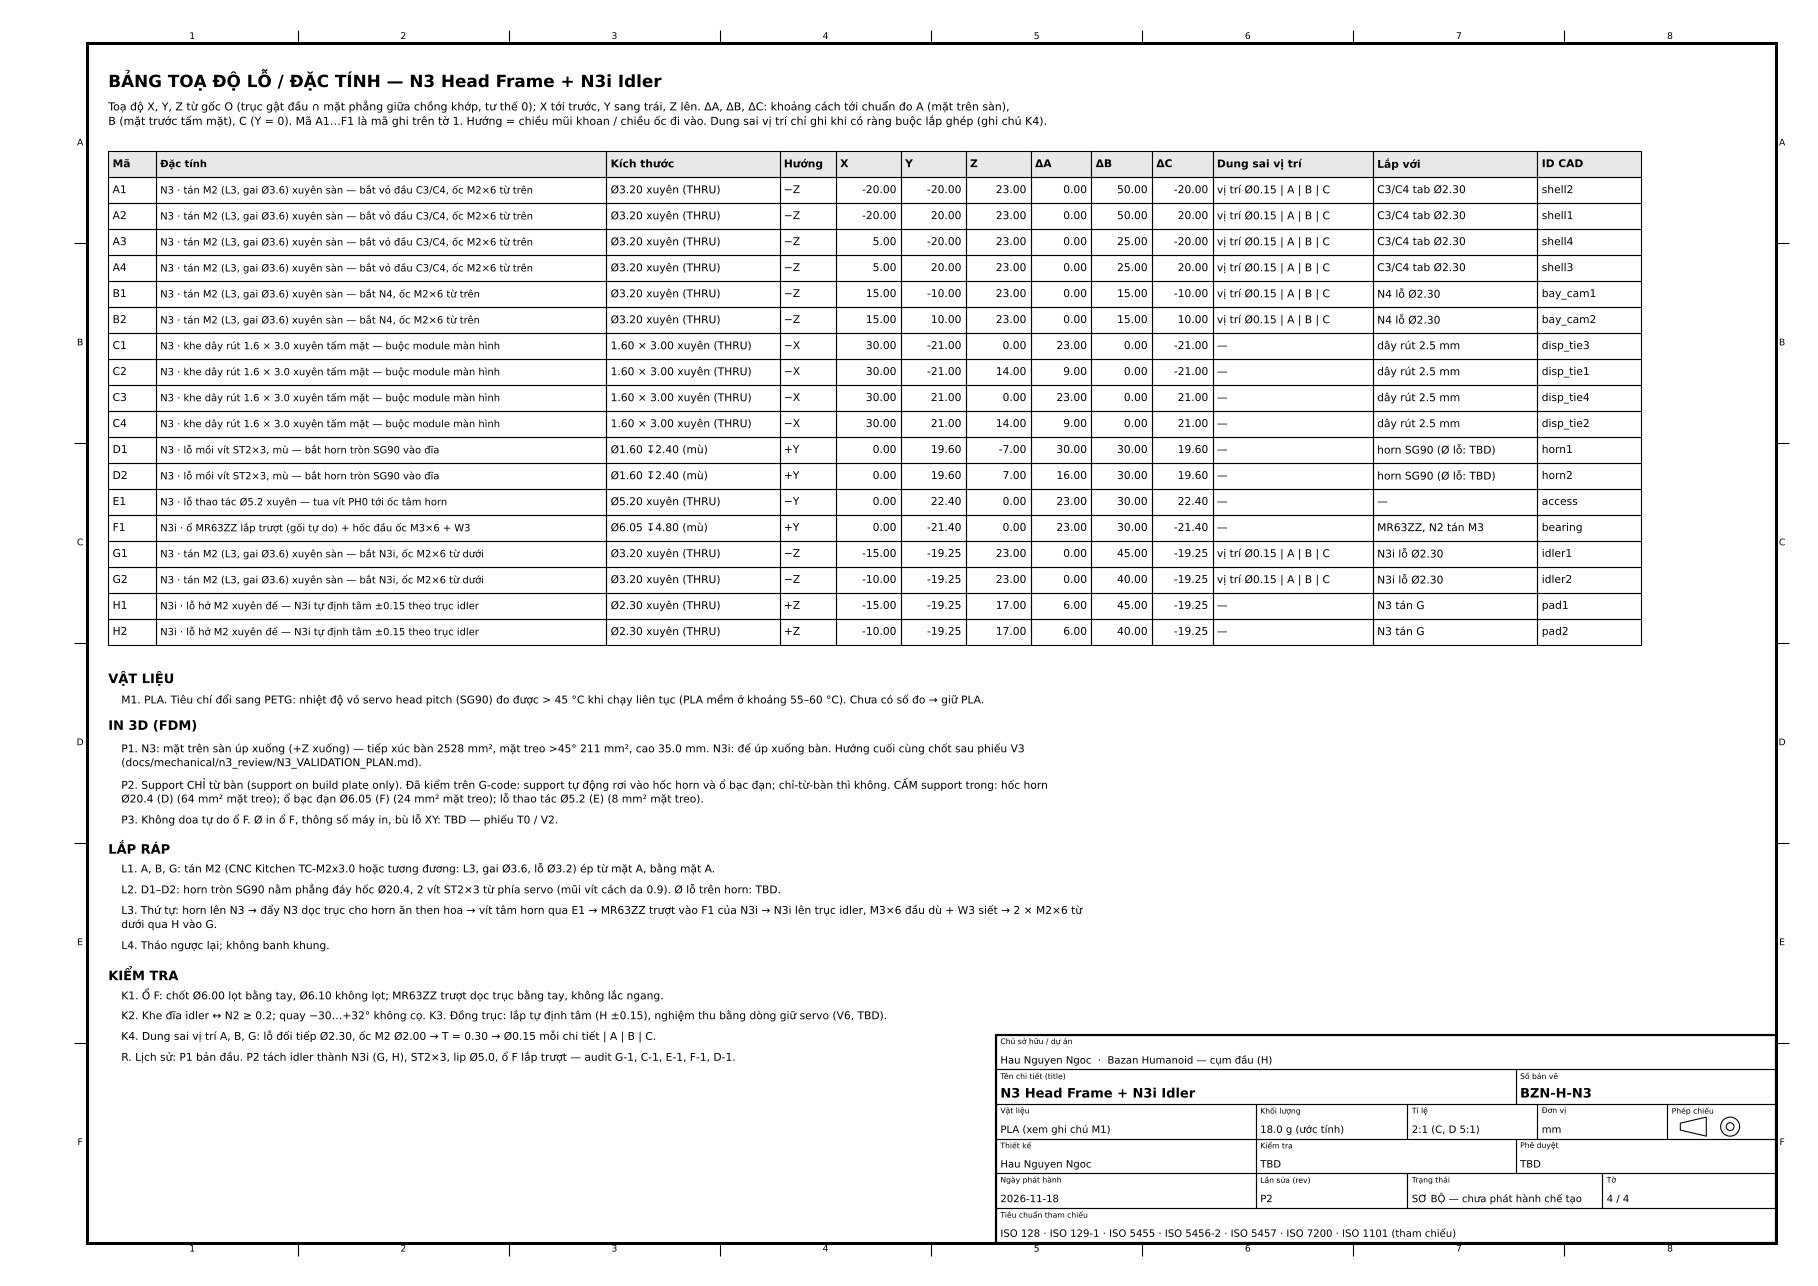 1 2 3 4 5 6 7 8
BẢNG TOẠ ĐỘ LỖ / ĐẶC TÍNH — N3 Head Frame + N3i Idler
Toạ độ X, Y, Z từ gốc O (trục gật đầu ∩ mặt phẳng giữa chồng khớp, tư thế 0); X tới trước, Y sang trái, Z lên. ΔA, ΔB, ΔC: khoảng cách tới chuẩn đo A (mặt trên sàn),
B (mặt trước tấm mặt), C (Y = 0). Mã A1…F1 là mã ghi trên tờ 1. Hướng = chiều mũi khoan / chiều ốc đi vào. Dung sai vị trí chỉ ghi khi có ràng buộc lắp ghép (ghi chú K4).
A A
Mã Đặc tính Kích thước Hướng X Y Z ΔA ΔB ΔC Dung sai vị trí Lắp với ID CAD
A1 N3 · tán M2 (L3, gai Ø3.6) xuyên sàn — bắt vỏ đầu C3/C4, ốc M2×6 từ trên Ø3.20 xuyên (THRU) −Z -20.00 -20.00 23.00 0.00 50.00 -20.00 vị trí Ø0.15 | A | B | C C3/C4 tab Ø2.30 shell2
A2 N3 · tán M2 (L3, gai Ø3.6) xuyên sàn — bắt vỏ đầu C3/C4, ốc M2×6 từ trên Ø3.20 xuyên (THRU) −Z -20.00 20.00 23.00 0.00 50.00 20.00 vị trí Ø0.15 | A | B | C C3/C4 tab Ø2.30 shell1
A3 N3 · tán M2 (L3, gai Ø3.6) xuyên sàn — bắt vỏ đầu C3/C4, ốc M2×6 từ trên Ø3.20 xuyên (THRU) −Z 5.00 -20.00 23.00 0.00 25.00 -20.00 vị trí Ø0.15 | A | B | C C3/C4 tab Ø2.30 shell4
A4 N3 · tán M2 (L3, gai Ø3.6) xuyên sàn — bắt vỏ đầu C3/C4, ốc M2×6 từ trên Ø3.20 xuyên (THRU) −Z 5.00 20.00 23.00 0.00 25.00 20.00 vị trí Ø0.15 | A | B | C C3/C4 tab Ø2.30 shell3
B1 N3 · tán M2 (L3, gai Ø3.6) xuyên sàn — bắt N4, ốc M2×6 từ trên Ø3.20 xuyên (THRU) −Z 15.00 -10.00 23.00 0.00 15.00 -10.00 vị trí Ø0.15 | A | B | C N4 lỗ Ø2.30 bay_cam1
B2 N3 · tán M2 (L3, gai Ø3.6) xuyên sàn — bắt N4, ốc M2×6 từ trên Ø3.20 xuyên (THRU) −Z 15.00 10.00 23.00 0.00 15.00 10.00 vị trí Ø0.15 | A | B | C N4 lỗ Ø2.30 bay_cam2
B B
C1 N3 · khe dây rút 1.6 × 3.0 xuyên tấm mặt — buộc module màn hình 1.60 × 3.00 xuyên (THRU) −X 30.00 -21.00 0.00 23.00 0.00 -21.00 — dây rút 2.5 mm disp_tie3
C2 N3 · khe dây rút 1.6 × 3.0 xuyên tấm mặt — buộc module màn hình 1.60 × 3.00 xuyên (THRU) −X 30.00 -21.00 14.00 9.00 0.00 -21.00 — dây rút 2.5 mm disp_tie1
C3 N3 · khe dây rút 1.6 × 3.0 xuyên tấm mặt — buộc module màn hình 1.60 × 3.00 xuyên (THRU) −X 30.00 21.00 0.00 23.00 0.00 21.00 — dây rút 2.5 mm disp_tie4
C4 N3 · khe dây rút 1.6 × 3.0 xuyên tấm mặt — buộc module màn hình 1.60 × 3.00 xuyên (THRU) −X 30.00 21.00 14.00 9.00 0.00 21.00 — dây rút 2.5 mm disp_tie2
D1 N3 · lỗ mồi vít ST2×3, mù — bắt horn tròn SG90 vào đĩa Ø1.60 ↧2.40 (mù) +Y 0.00 19.60 -7.00 30.00 30.00 19.60 — horn SG90 (Ø lỗ: TBD) horn1
D2 N3 · lỗ mồi vít ST2×3, mù — bắt horn tròn SG90 vào đĩa Ø1.60 ↧2.40 (mù) +Y 0.00 19.60 7.00 16.00 30.00 19.60 — horn SG90 (Ø lỗ: TBD) horn2
E1 N3 · lỗ thao tác Ø5.2 xuyên — tua vít PH0 tới ốc tâm horn Ø5.20 xuyên (THRU) −Y 0.00 22.40 0.00 23.00 30.00 22.40 — — access
F1 N3i · ổ MR63ZZ lắp trượt (gối tự do) + hốc đầu ốc M3×6 + W3 Ø6.05 ↧4.80 (mù) +Y 0.00 -21.40 0.00 23.00 30.00 -21.40 — MR63ZZ, N2 tán M3 bearing
C C
G1 N3 · tán M2 (L3, gai Ø3.6) xuyên sàn — bắt N3i, ốc M2×6 từ dưới Ø3.20 xuyên (THRU) −Z -15.00 -19.25 23.00 0.00 45.00 -19.25 vị trí Ø0.15 | A | B | C N3i lỗ Ø2.30 idler1
G2 N3 · tán M2 (L3, gai Ø3.6) xuyên sàn — bắt N3i, ốc M2×6 từ dưới Ø3.20 xuyên (THRU) −Z -10.00 -19.25 23.00 0.00 40.00 -19.25 vị trí Ø0.15 | A | B | C N3i lỗ Ø2.30 idler2
H1 N3i · lỗ hở M2 xuyên đế — N3i tự định tâm ±0.15 theo trục idler Ø2.30 xuyên (THRU) +Z -15.00 -19.25 17.00 6.00 45.00 -19.25 — N3 tán G pad1
H2 N3i · lỗ hở M2 xuyên đế — N3i tự định tâm ±0.15 theo trục idler Ø2.30 xuyên (THRU) +Z -10.00 -19.25 17.00 6.00 40.00 -19.25 — N3 tán G pad2
VẬT LIỆU
M1. PLA. Tiêu chí đổi sang PETG: nhiệt độ vỏ servo head pitch (SG90) đo được > 45 °C khi chạy liên tục (PLA mềm ở khoảng 55–60 °C). Chưa có số đo → giữ PLA.
IN 3D (FDM)
D D
P1. N3: mặt trên sàn úp xuống (+Z xuống) — tiếp xúc bàn 2528 mm², mặt treo >45° 211 mm², cao 35.0 mm. N3i: đế úp xuống bàn. Hướng cuối cùng chốt sau phiếu V3
(docs/mechanical/n3_review/N3_VALIDATION_PLAN.md).
P2. Support CHỈ từ bàn (support on build plate only). Đã kiểm trên G-code: support tự động rơi vào hốc horn và ổ bạc đạn; chỉ-từ-bàn thì không. CẤM support trong: hốc horn
Ø20.4 (D) (64 mm² mặt treo); ổ bạc đạn Ø6.05 (F) (24 mm² mặt treo); lỗ thao tác Ø5.2 (E) (8 mm² mặt treo).
P3. Không doa tự do ổ F. Ø in ổ F, thông số máy in, bù lỗ XY: TBD — phiếu T0 / V2.
LẮP RÁP
L1. A, B, G: tán M2 (CNC Kitchen TC-M2x3.0 hoặc tương đương: L3, gai Ø3.6, lỗ Ø3.2) ép từ mặt A, bằng mặt A.
L2. D1–D2: horn tròn SG90 nằm phẳng đáy hốc Ø20.4, 2 vít ST2×3 từ phía servo (mũi vít cách da 0.9). Ø lỗ trên horn: TBD.
L3. Thứ tự: horn lên N3 → đẩy N3 dọc trục cho horn ăn then hoa → vít tâm horn qua E1 → MR63ZZ trượt vào F1 của N3i → N3i lên trục idler, M3×6 đầu dù + W3 siết → 2 × M2×6 từ
dưới qua H vào G.
L4. Tháo ngược lại; không banh khung.
E E
KIỂM TRA
K1. Ổ F: chốt Ø6.00 lọt bằng tay, Ø6.10 không lọt; MR63ZZ trượt dọc trục bằng tay, không lắc ngang.
K2. Khe đĩa idler ↔ N2 ≥ 0.2; quay −30…+32° không cọ. K3. Đồng trục: lắp tự định tâm (H ±0.15), nghiệm thu bằng dòng giữ servo (V6, TBD).
K4. Dung sai vị trí A, B, G: lỗ đối tiếp Ø2.30, ốc M2 Ø2.00 → T = 0.30 → Ø0.15 mỗi chi tiết | A | B | C.
R. Lịch sử: P1 bản đầu. P2 tách idler thành N3i (G, H), ST2×3, lip Ø5.0, ổ F lắp trượt — audit G-1, C-1, E-1, F-1, D-1.
Chủ sở hữu / dự án
Hau Nguyen Ngoc · Bazan Humanoid — cụm đầu (H)
Tên chi tiết (title) Số bản vẽ
N3 Head Frame + N3i Idler BZN-H-N3
Vật liệu Khối lượng Tỉ lệ Đơn vị Phép chiếu
PLA (xem ghi chú M1) 18.0 g (ước tính) 2:1 (C, D 5:1) mm
F F
Thiết kế Kiểm tra Phê duyệt
Hau Nguyen Ngoc TBD TBD
Ngày phát hành Lần sửa (rev) Trạng thái Tờ
2026-11-18 P2 SƠ BỘ — chưa phát hành chế tạo 4 / 4
Tiêu chuẩn tham chiếu
ISO 128 · ISO 129-1 · ISO 5455 · ISO 5456-2 · ISO 5457 · ISO 7200 · ISO 1101 (tham chiếu)
1 2 3 4 5 6 7 8